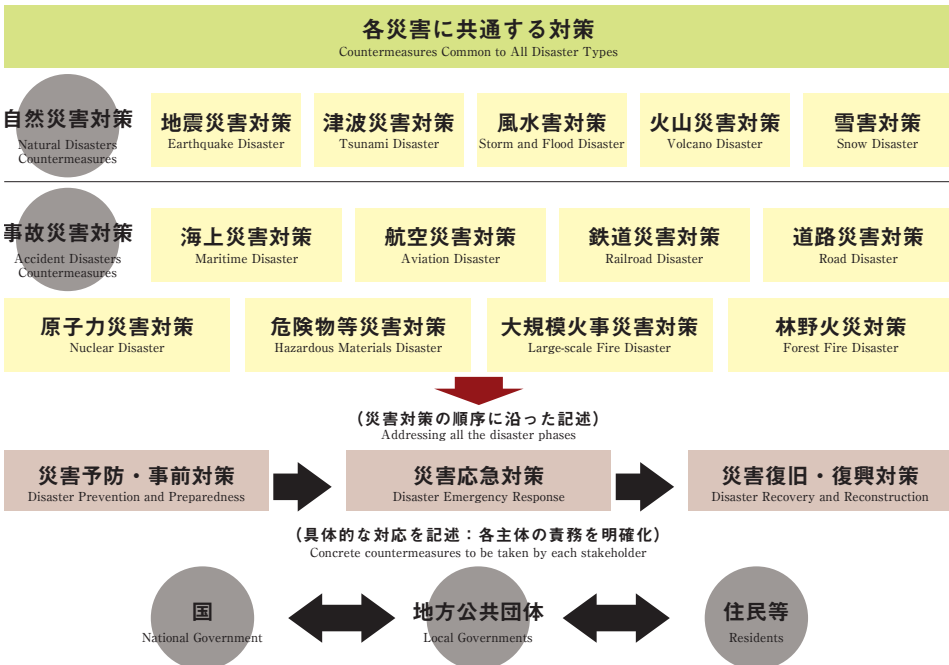 各災害に共通する対策
Countermeasures Common to All Disaster Types
自然災害対策
Natural Disasters
Countermeasures
地震災害対策
Earthquake Disaster
津波災害対策
Tsunami Disaster
風水害対策
Storm and Flood Disaster
火山災害対策
Volcano Disaster
雪害対策
Snow Disaster
事故災害対策
Accident Disasters
Countermeasures
海上災害対策
Maritime Disaster
航空災害対策
Aviation Disaster
鉄道災害対策
Railroad Disaster
道路災害対策
Road Disaster
原子力災害対策
Nuclear Disaster
危険物等災害対策
Hazardous Materials Disaster
大規模火事災害対策
Large-scale Fire Disaster
林野火災対策
Forest Fire Disaster
(災害対策の順序に沿った記述)
Addressing all the disaster phases
災害予防・事前対策
Disaster Prevention and Preparedness
災害応急対策
Disaster Emergency Response
災害復旧・復興対策
Disaster Recovery and Reconstruction
(具体的な対応を記述：各主体の責務を明確化)
Concrete countermeasures to be taken by each stakeholder
国
National Government
地方公共団体
Local Governments
住民等
Residents